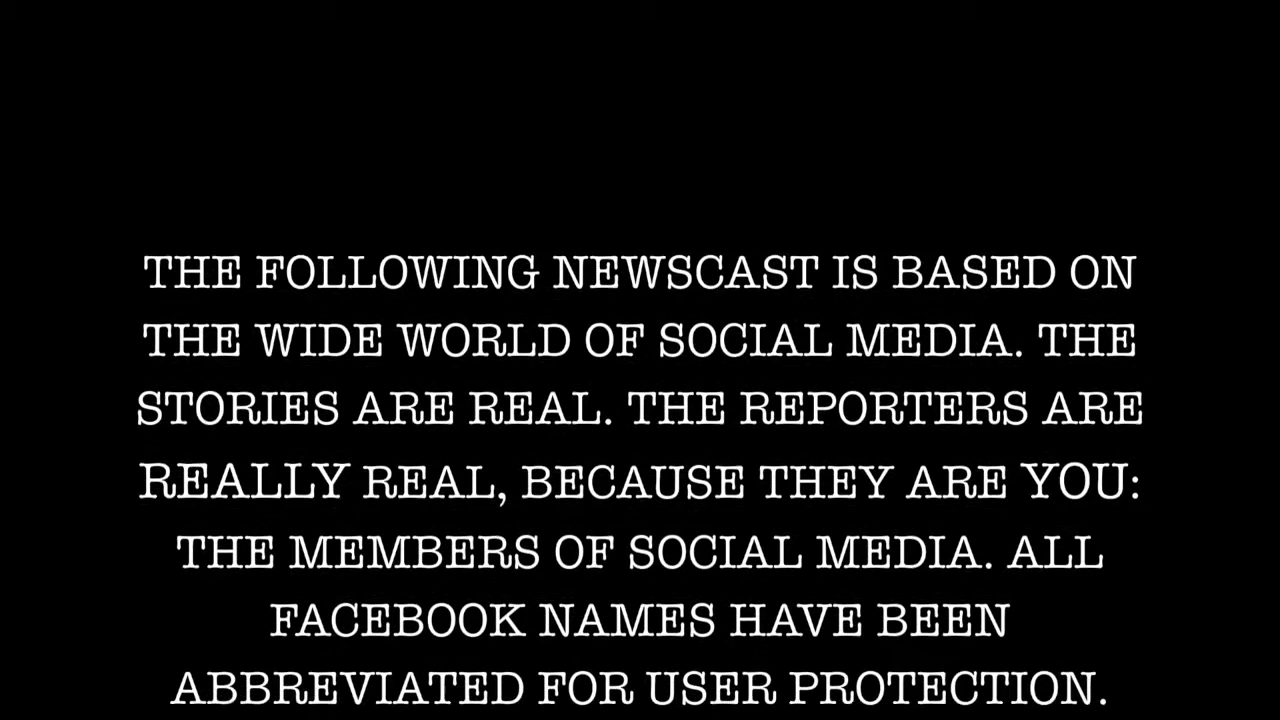 THE FOLLOWING NEWSCAST IS BASED ON
THE WIDE WORLD OF SOCIAL MEDIA. THE
STORIES ARE REAL. THE REPORTERS ARE
REALLY REAL, BECAUSE THEY ARE YOU:
THE MEMBERS OF SOCIAL MEDIA. ALL
FACEBOOK NAMES HAVE BEEN
ABBREVIATED FOR USER PROTECTION.